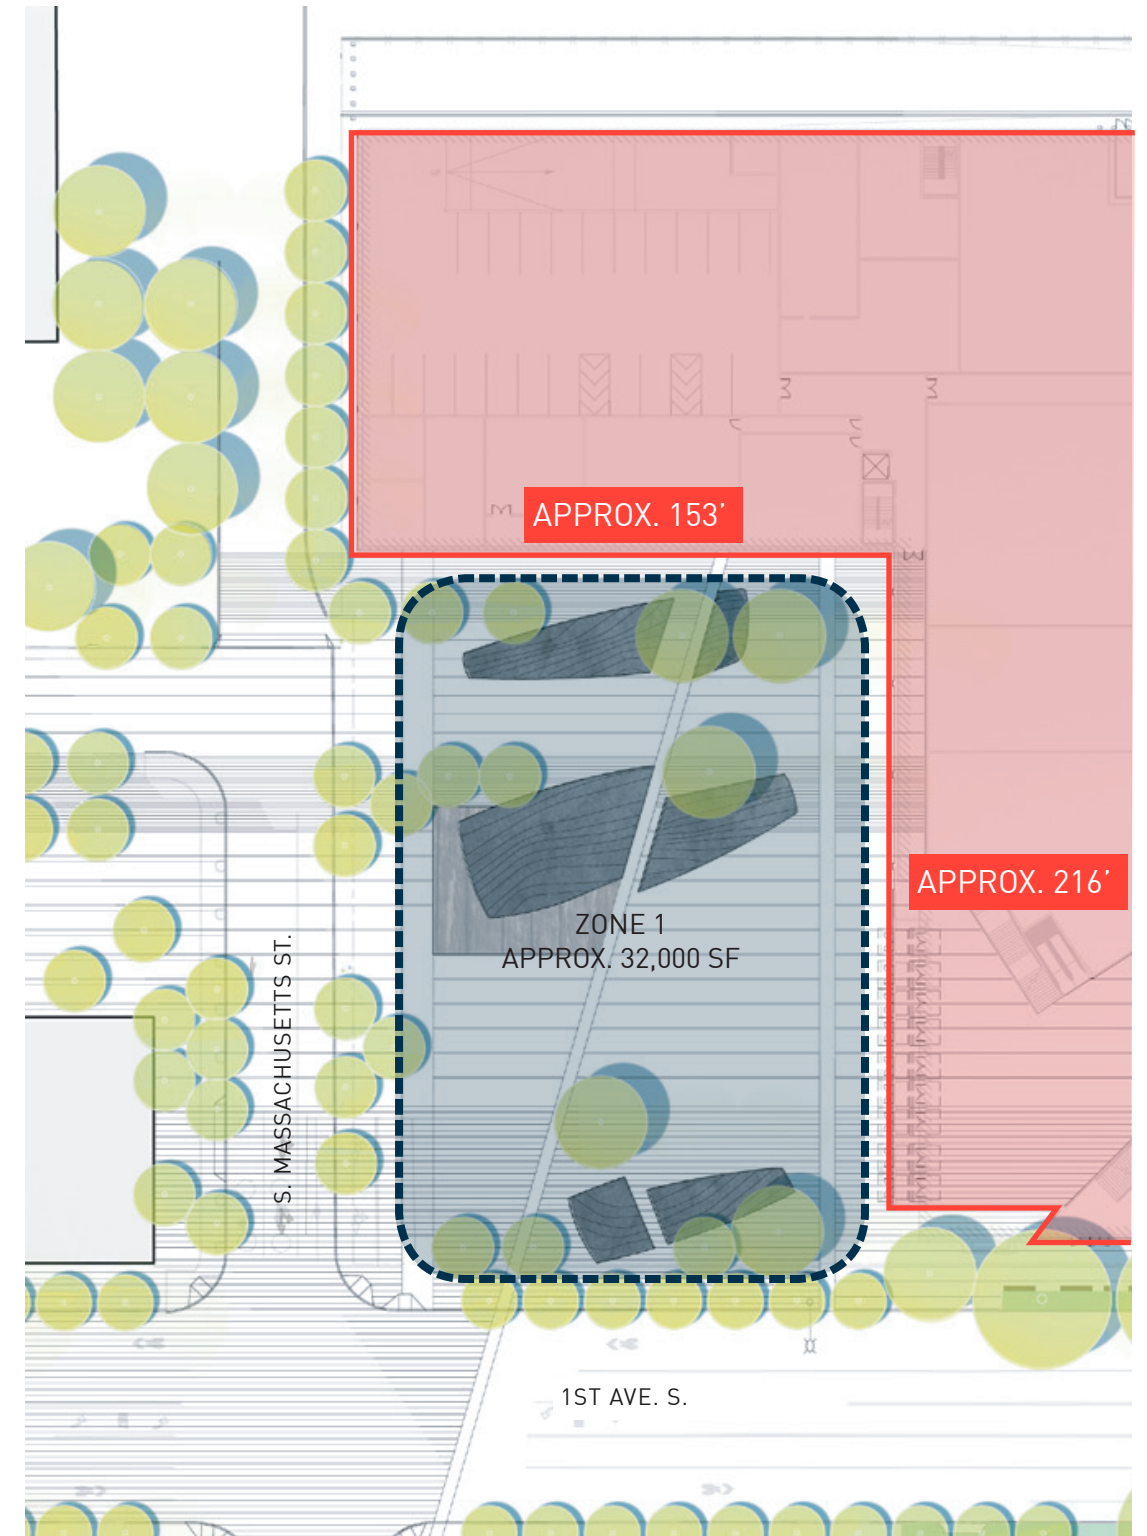 APPROX. 153’
APPROX. 216’
ZONE 1
APPROX. 32,000 SF
S. MASSACHUSETTS ST.
1ST AVE. S.